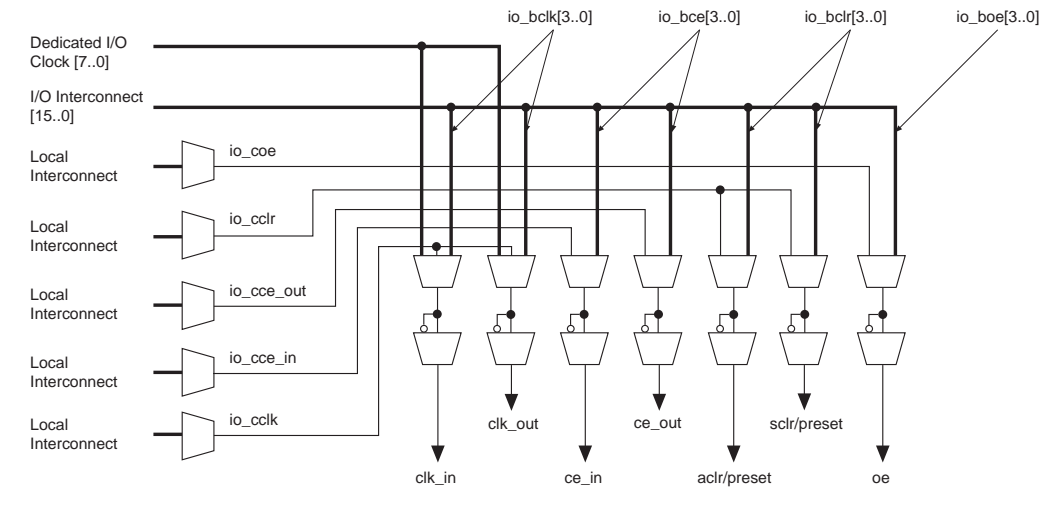 io_bclk[3..0]
io_bce[3..0]
io_bclr[3..0]
io_boe[3..0]
Dedicated I/O
Clock [7..0]
I/O Interconnect
[15..0]
Local
Interconnect
io_coe
Local
Interconnect
io_cclr
Local
Interconnect
io_cce_out
Local
Interconnect
io_cce_in
Local
Interconnect
io_cclk
clk_out
ce_out
sclr/preset
clk_in
ce_in
aclr/preset
oe